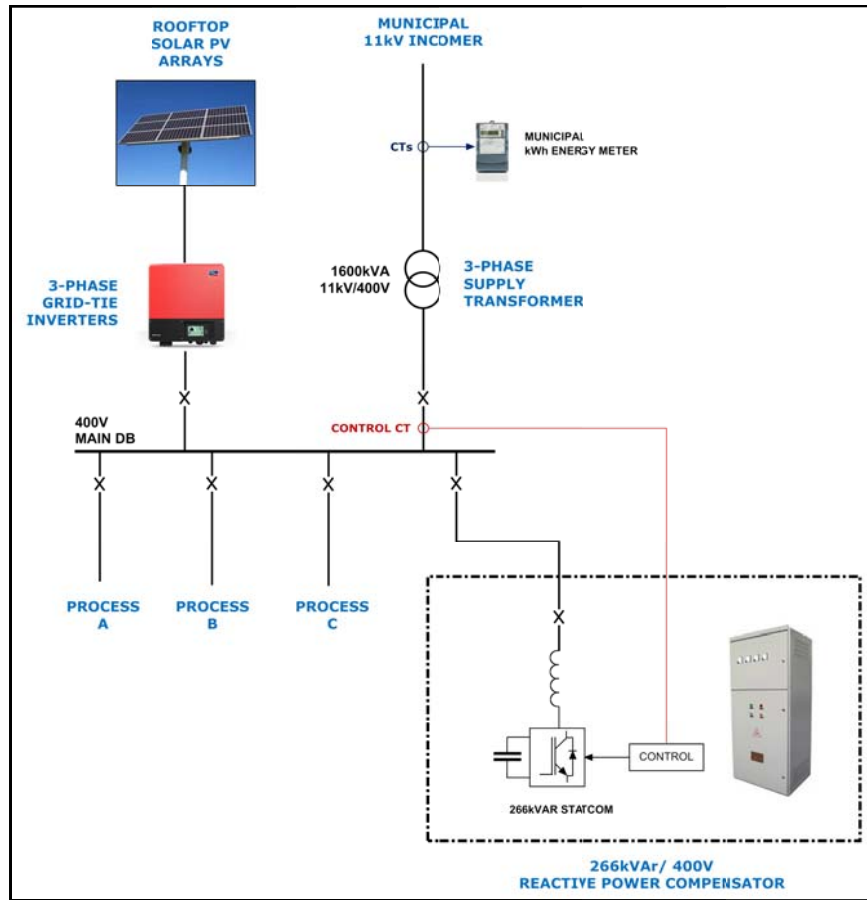 ROOFTOP
SOLAR PV
ARRAYS
MUNICIPAL
11kV INCOMER
CTs
MUNICIPAL
kWh ENERGY METER
3-PHASE
GRID-TIE
INVERTERS
1600kVA
11kV/400V
3-PHASE
SUPPLY
TRANSFORMER
400V
MAIN DB
CONTROL CT
X
X
X
X
X
X
PROCESS
A
PROCESS
B
PROCESS
C
X
CONTROL
266kVAR STATCOM
266kVAr/ 400V
REACTIVE POWER COMPENSATOR